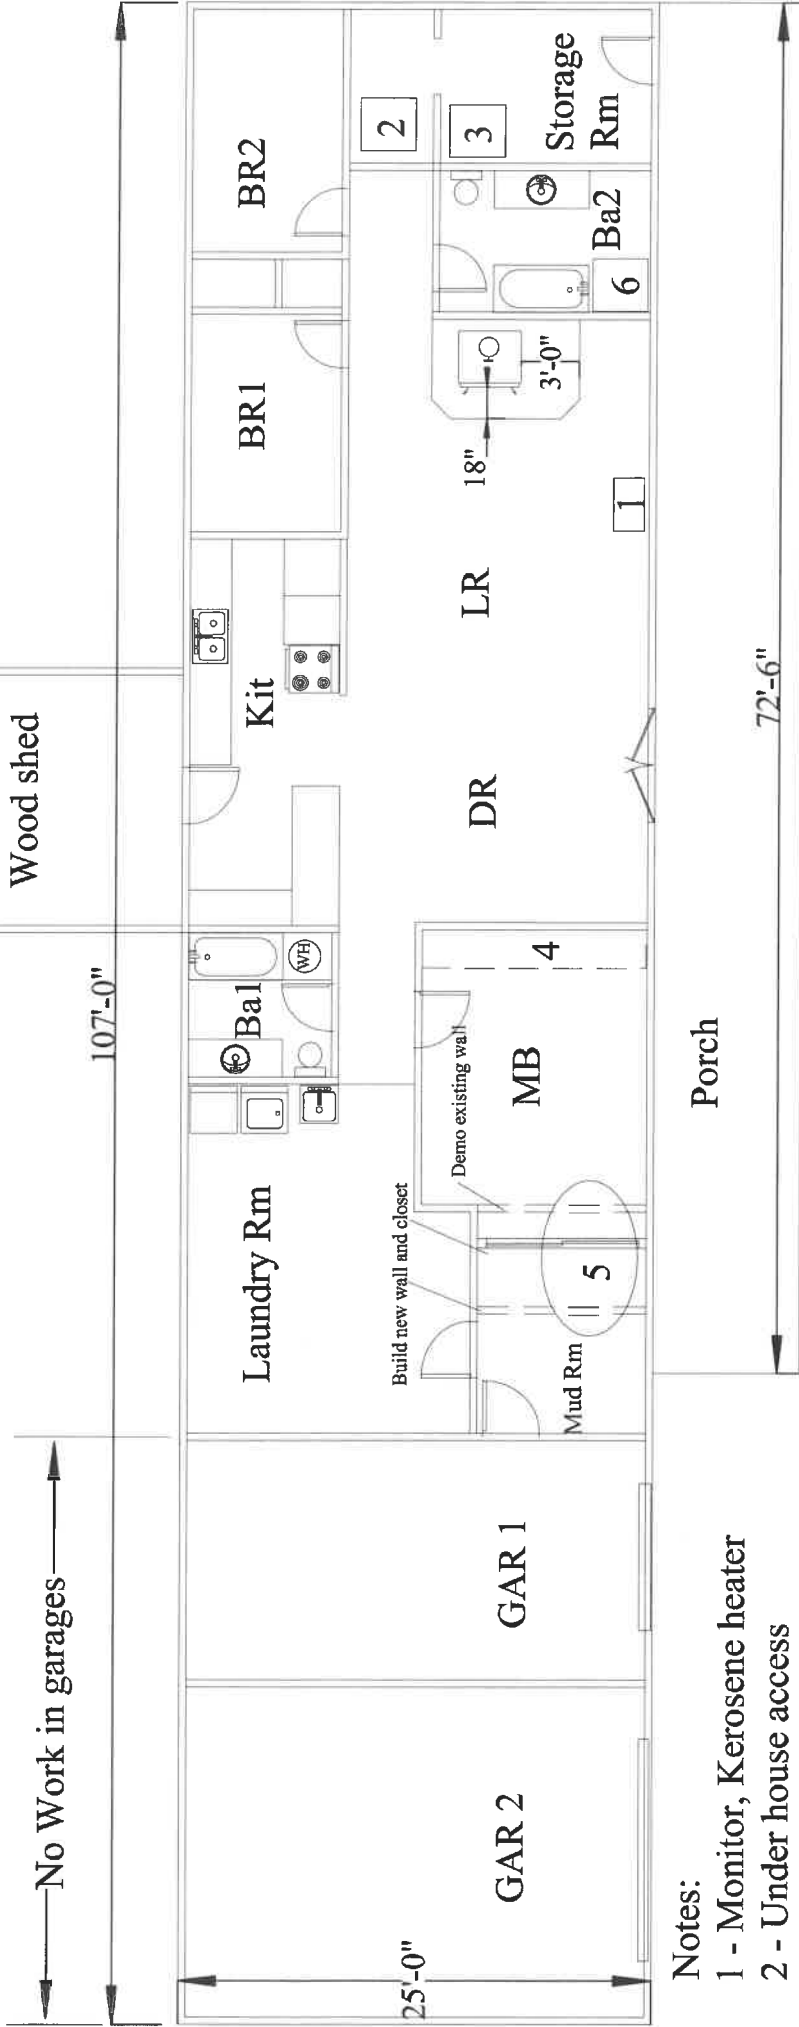 Wood shed
107'-0"
No Work in garages
BR2
BR1
Kit
Ba1
WH
Laundry Rm
2
3
Storage
Rm
Ba2
6
3'-0"
18"
1
LR
DR
4
MB
Demo existing wall
Build new wall and closet
5
Mud Rm
GAR 1
GAR 2
25'-0"
Porch
72'-6"
Notes:
1 - Monitor, Kerosene heater
2 - Under house access